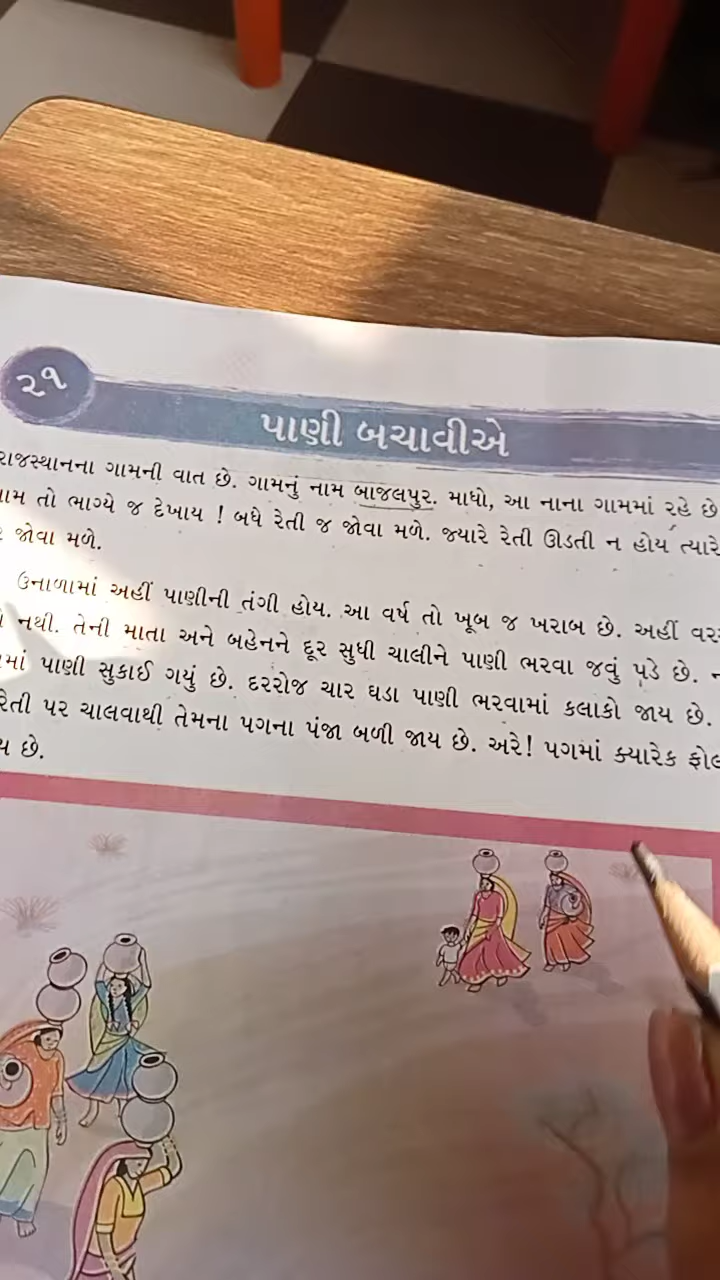 ૨૧
પાણી બચાવીએ
રાજસ્થાનના ગામની વાત છે. ગામનું નામ બાજલપુર. માધો, આ નાના ગામમાં રહે છે
તો ભાગ્યે જ દેખાય ! બધે રેતી જ જોવા મળે. જ્યારે રેતી ઊડતી ન હોય ત્યારે
જોવા મળે.
ઉનાળામાં અહીં પાણીની તંગી હોય. આ વર્ષ તો ખૂબ જ ખરાબ છે. અહીં
નથી. તેની માતા અને બહેનને દૂર સુધી ચાલીને પાણી ભરવા જવું પડે છે.
પાણી સુકાઈ ગયું છે. દરરોજ ચાર ઘડા પાણી ભરવામાં કલાકો જાય છે.
રેતી પર ચાલવાથી તેમના પગના પંજા બળી જાય છે. અરે! પગમાં ક્યારેક
છે.